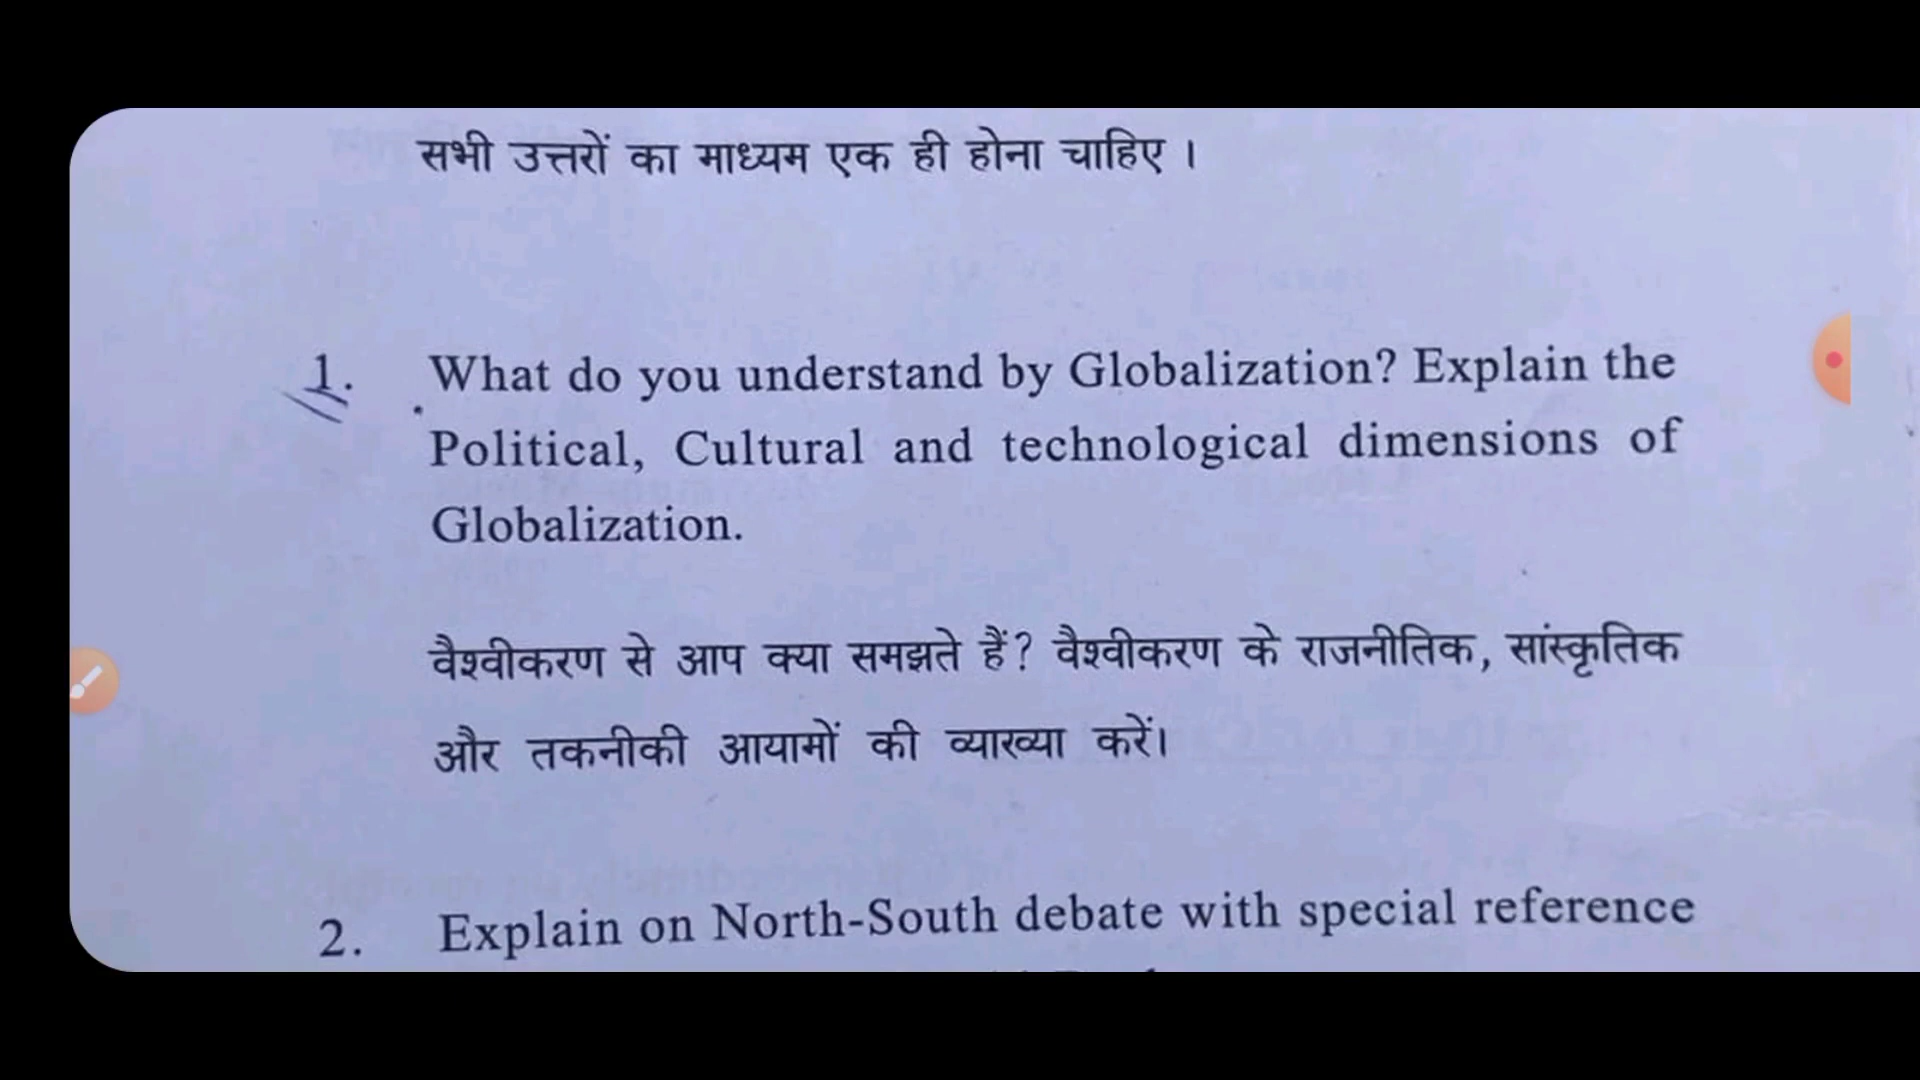 सभी उत्तरों का माध्यम एक ही होना चाहिए ।
1. What do you understand by Globalization? Explain the
Political, Cultural and technological dimensions of
Globalization.
वैश्वीकरण से आप क्या समझते हैं? वैश्वीकरण के राजनीतिक, सांस्कृतिक
और तकनीकी आयामों की व्याख्या करें।
2. Explain on North-South debate with special reference